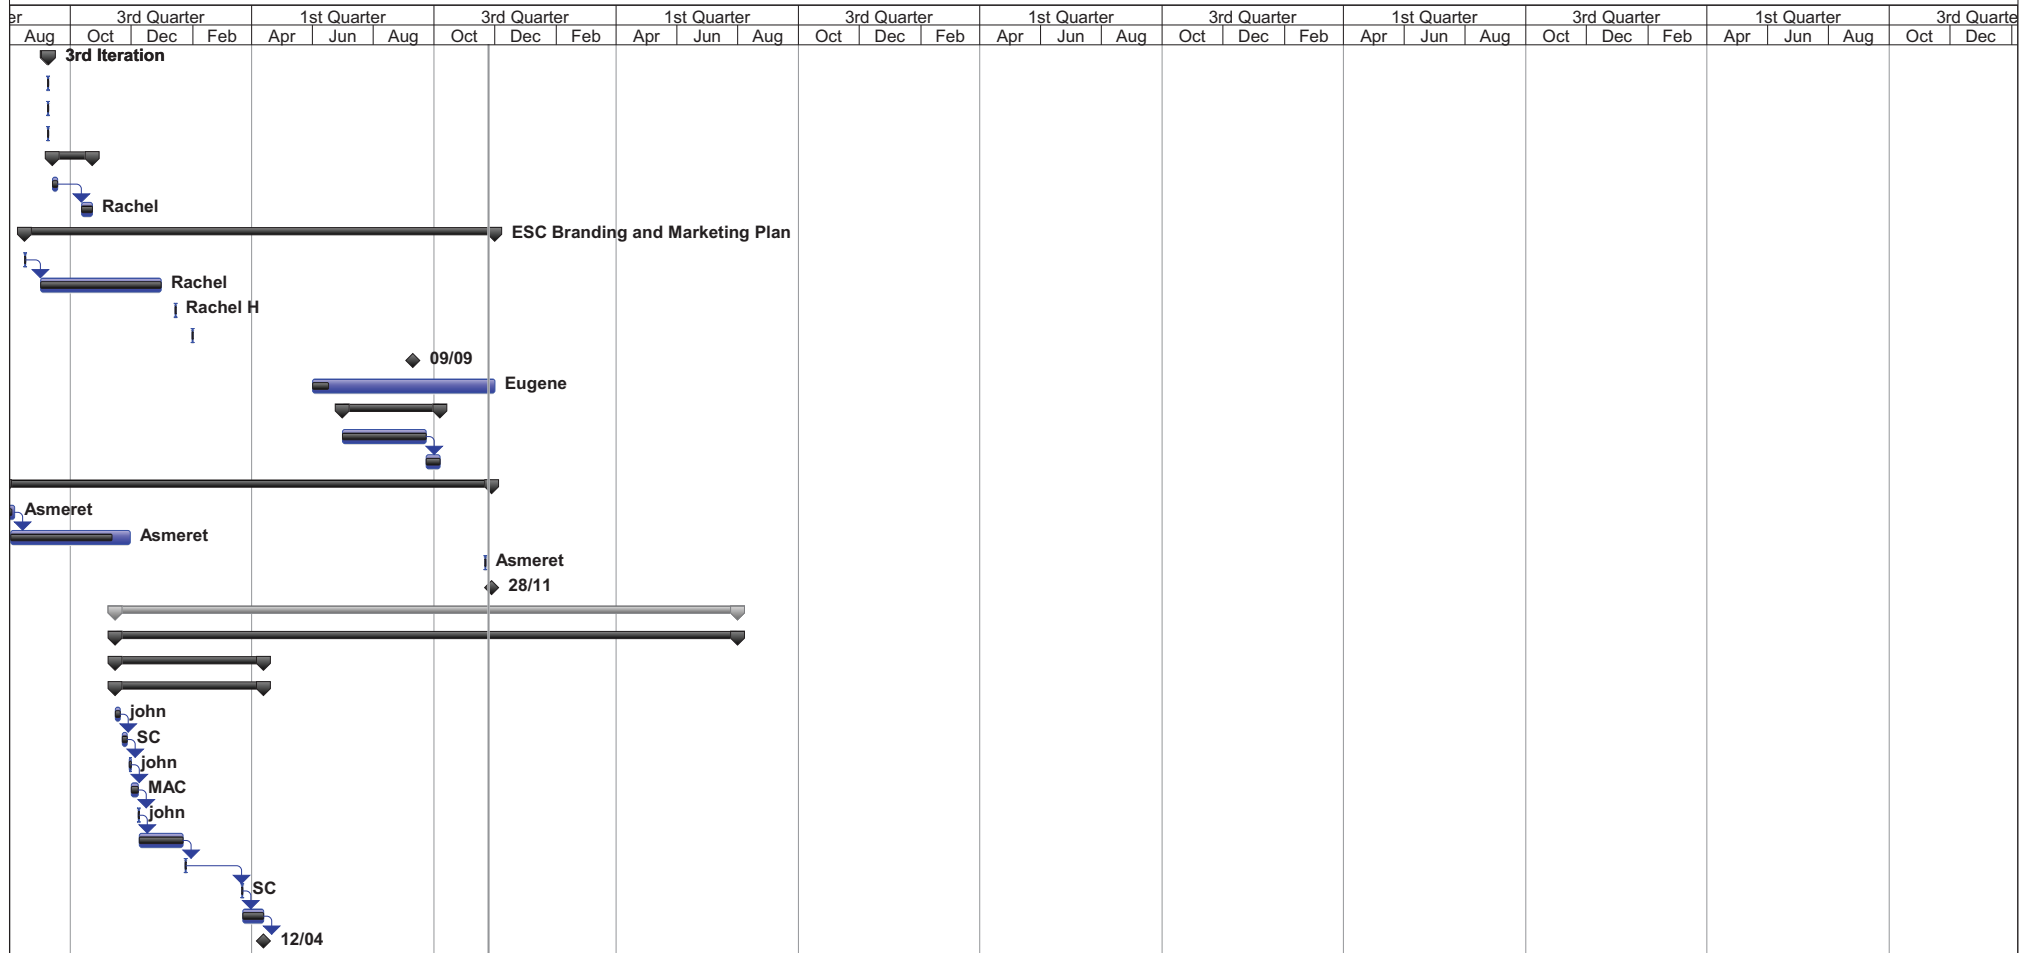 er 3rd Quarter 1st Quarter 3rd Quarter 1st Quarter 3rd Quarter 1st Quarter 3rd Quarter 1st Quarter 3rd Quarter 1st Quarter 3rd Quarte
Aug Oct Dec Feb Apr Jun Aug Oct Dec Feb Apr Jun Aug Oct Dec Feb Apr Jun Aug Oct Dec Feb Apr Jun Aug Oct Dec Feb Apr Jun Aug Oct Dec
3rd Iteration
Rachel
ESC Branding and Marketing Plan
Rachel
Rachel H
09/09
Eugene
Asmeret
Asmeret
Asmeret
28/11
john
SC
john
MAC
john
SC
12/04